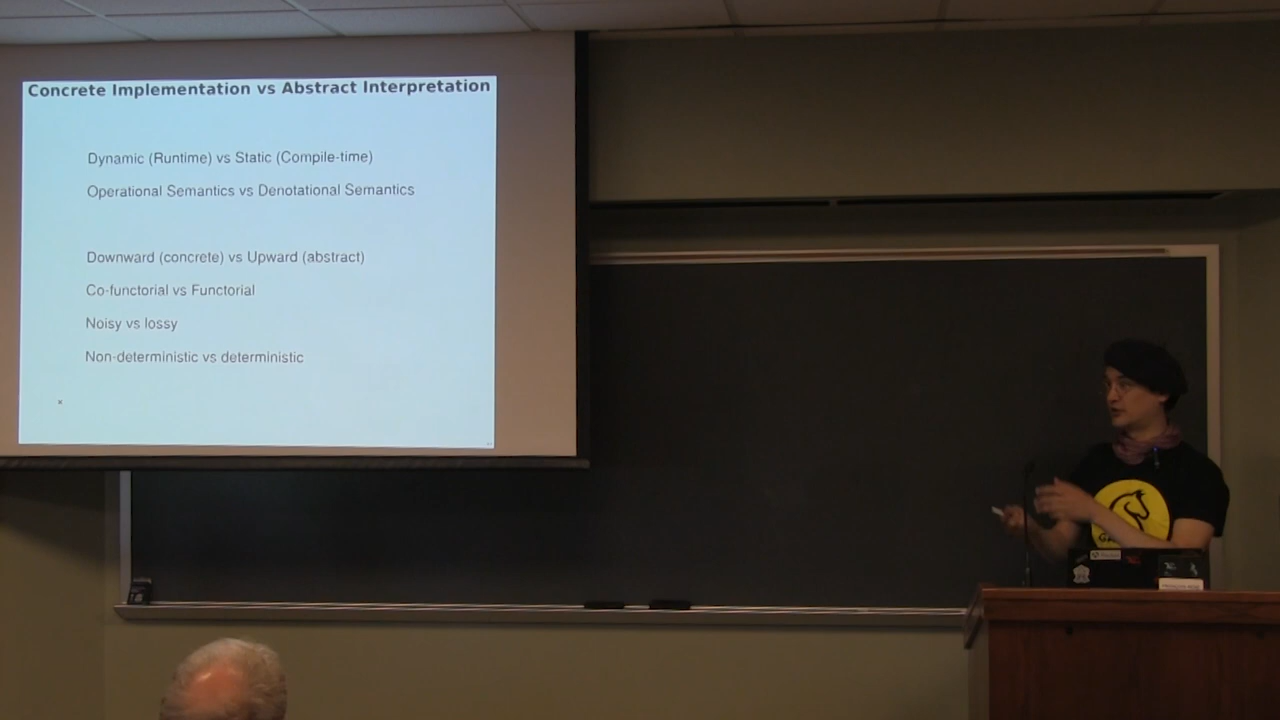 Concrete Implementation vs Abstract Interpretation
Dynamic (Runtime) vs Static (Compile-time)
Operational Semantics vs Denotational Semantics
Downward (concrete) vs Upward (abstract)
Co-functorial vs Functorial
Noisy vs lossy
Non-deterministic vs deterministic